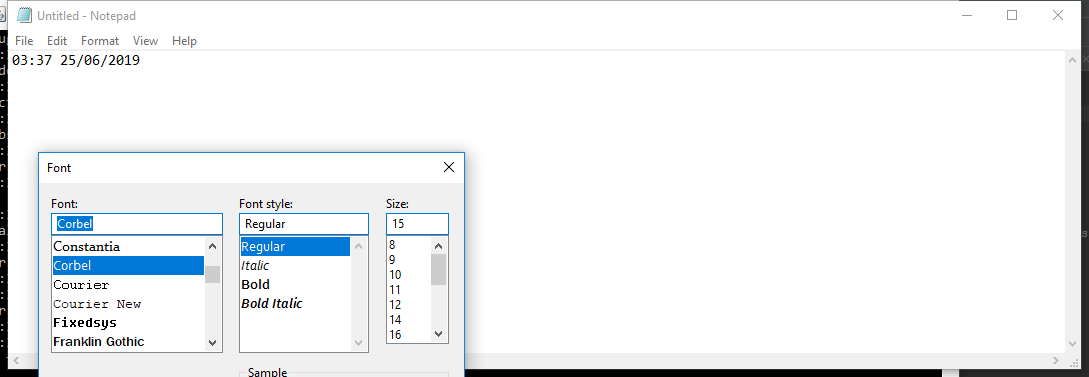 Untitled - Notepad
File Edit Format View Help
03:37 25/06/2019
Font
Font: Font style: Size:
Corbel Regular 15
Constantia Regular 8
Corbel Italic 9
Courier Bold 10
Courier New Bold Italic 11
Fixedsys 12
Franklin Gothic 14
16
Sample